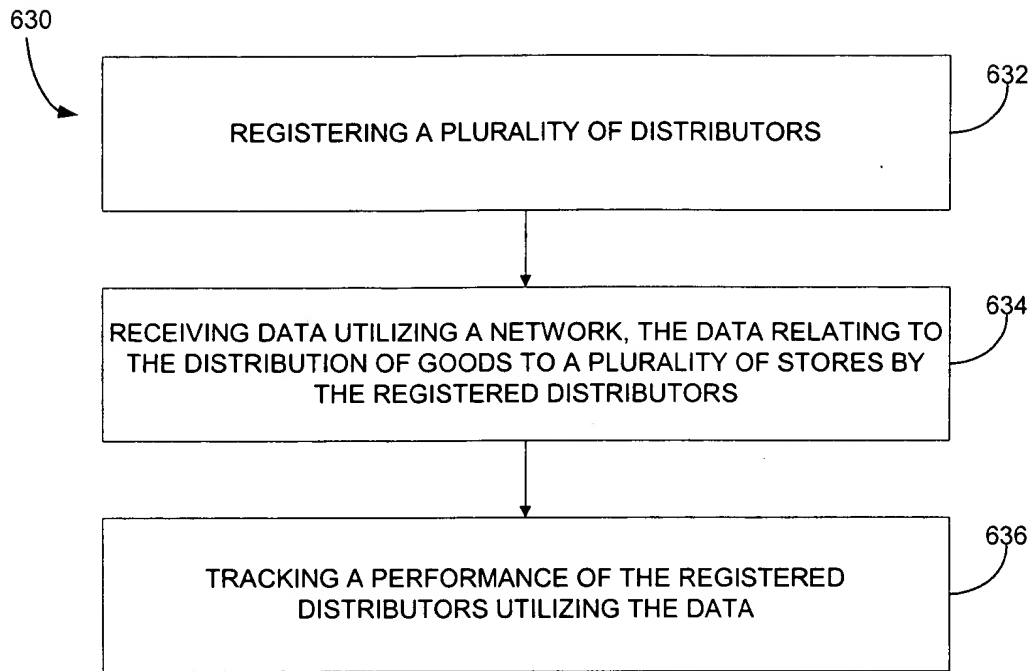 630
632
REGISTERING A PLURALITY OF DISTRIBUTORS
634
RECEIVING DATA UTILIZING A NETWORK, THE DATA RELATING TO
THE DISTRIBUTION OF GOODS TO A PLURALITY OF STORES BY
THE REGISTERED DISTRIBUTORS
636
TRACKING A PERFORMANCE OF THE REGISTERED
DISTRIBUTORS UTILIZING THE DATA